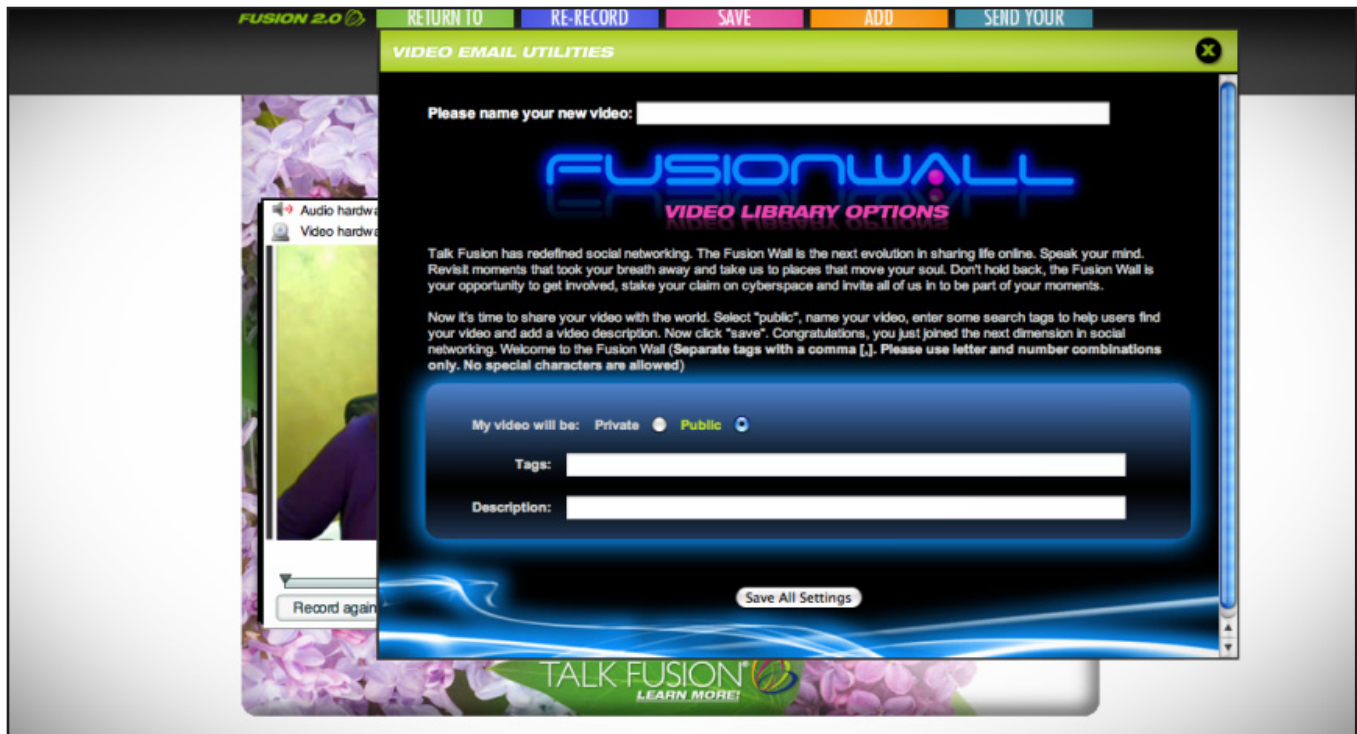 FUSION 2.0
RETURN TO
RE-RECORD
SAVE
ADD
SEND YOUR
VIDEO EMAIL UTILITIES
X
Please name your new video:
FUSIONWALL
VIDEO LIBRARY OPTIONS
Audio hardwa
Video hardwa
Talk Fusion has redefined social networking. The Fusion Wall is the next evolution in sharing life online. Speak your mind.
Revisit moments that took your breath away and take us to places that move your soul. Don't hold back, the Fusion Wall is
your opportunity to get involved, stake your claim on cyberspace and invite all of us in to be part of your moments.
Now it's time to share your video with the world. Select "public", name your video, enter some search tags to help users find
your video and add a video description. Now click "save". Congratulations, you just joined the next dimension in social
networking. Welcome to the Fusion Wall (Separate tags with a comma [,]. Please use letter and number combinations
only. No special characters are allowed)
My video will be: Private Public
Tags:
Description:
Save All Settings
Record again
TALK FUSION®
LEARN MORE!